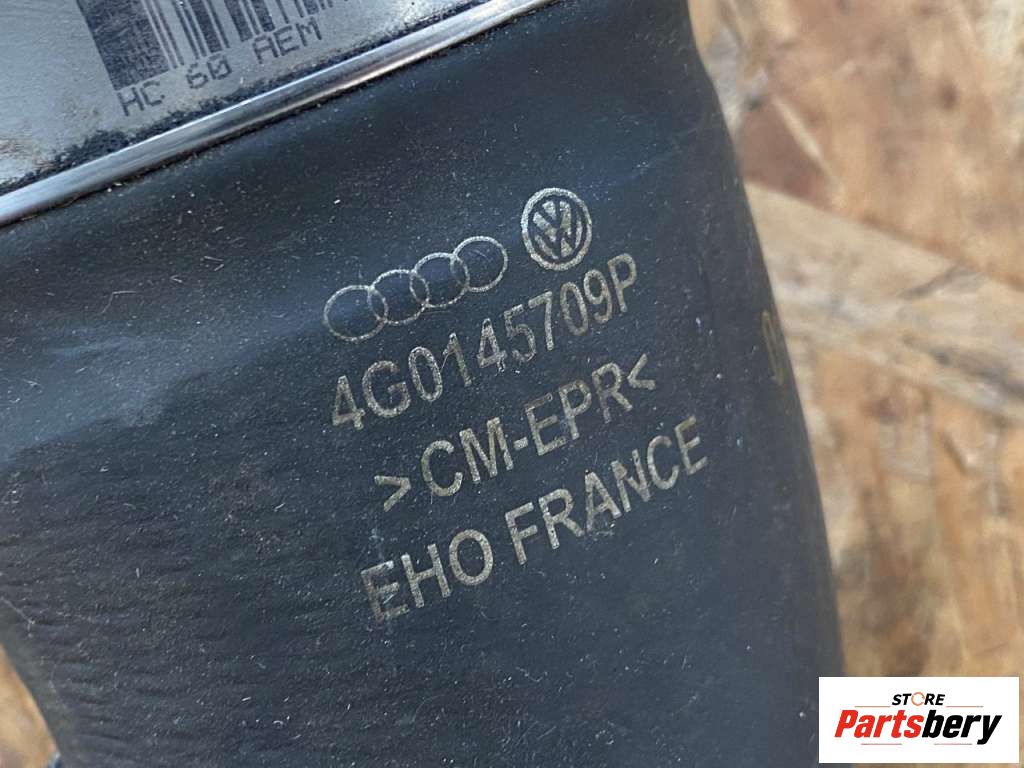 HC 60 AEM
4G0145709P
>CM-EPR<
EHO FRANCE
STORE
Partsbery